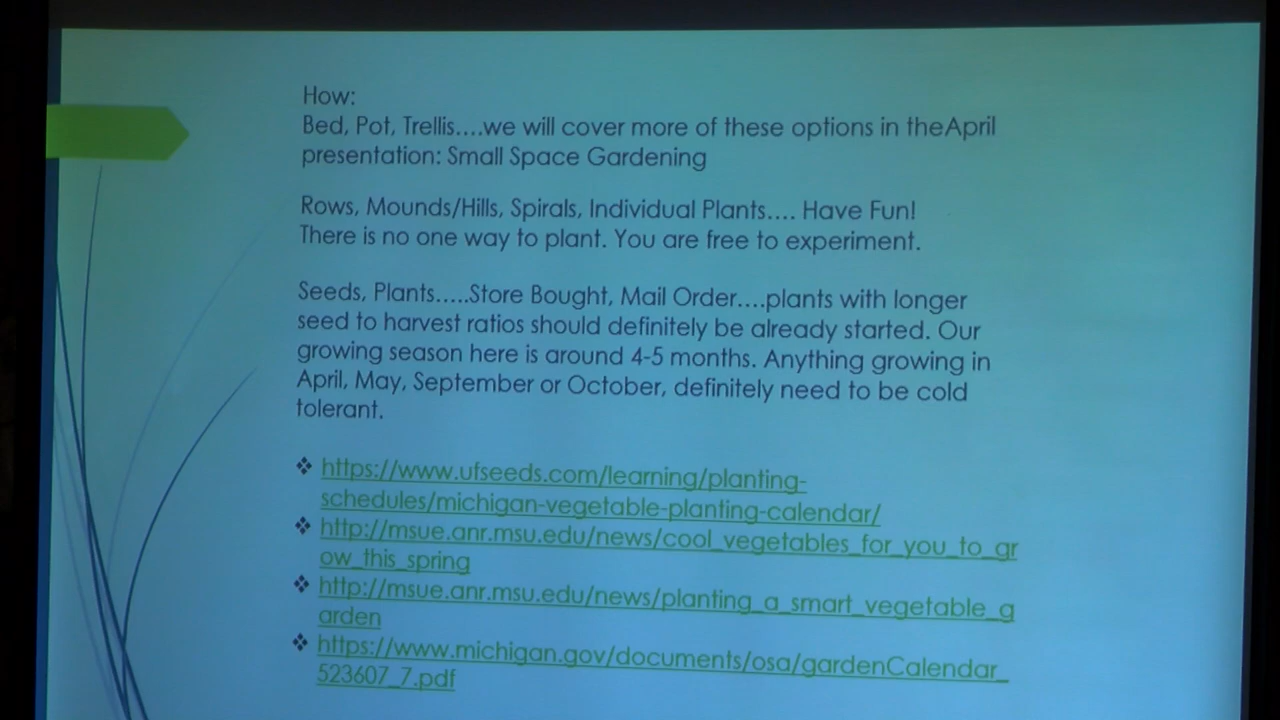 How:
Bed, Pot, Trellis....we will cover more of these options in theApril
presentation: Small Space Gardening
Rows, Mounds/Hills, Spirals, Individual Plants.... Have Fun!
There is no one way to plant. You are free to experiment.
Seeds, Plants.....Store Bought, Mail Order....plants with longer
seed to harvest ratios should definitely be already started. Our
growing season here is around 4-5 months. Anything growing in
April, May, September or October, definitely need to be cold
tolerant.
❖ https://www.ufseeds.com/learning/planting-
schedules/michigan-vegetable-planting-calendar/
❖ http://msue.anr.msu.edu/news/cool_vegetables_for_you_to_gr
ow_this_spring
❖ http://msue.anr.msu.edu/news/planting_a_smart_vegetable_g
arden
❖ https://www.michigan.gov/documents/osa/gardenCalendar_
523607_7.pdf